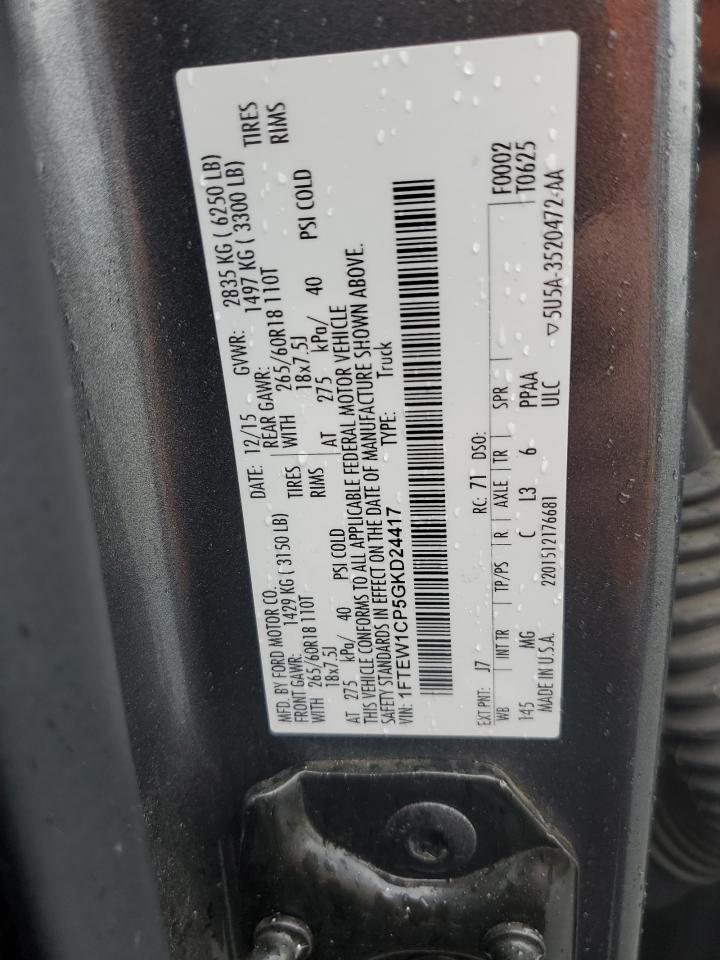 MFD. BY FORD MOTOR CO. DATE: 12/15 GVWR: 2835 KG ( 6250 LB)
FRONT GAWR: 1429 KG ( 3150 LB) REAR GAWR: 1497 KG ( 3300 LB)
WITH 265/60R18 110T TIRES WITH 265/60R18 110T TIRES
18x7.5J RIMS 18x7.5J RIMS
AT 275 kPa/ 40 PSI COLD AT 275 kPa/ 40 PSI COLD
THIS VEHICLE CONFORMS TO ALL APPLICABLE FEDERAL MOTOR VEHICLE
SAFETY STANDARDS IN EFFECT ON THE DATE OF MANUFACTURE SHOWN ABOVE.
VIN: 1FTEW1CP5GKD24417 TYPE: Truck
EXT PNT: J7 RC: 71 DSO:
WB INT TR TP/PS R AXLE TR SPR F0002
145 MG C L3 6 PPAA T0625
MADE IN U.S.A. 2201512176681 ULC ▽5U5A-3520472-AA